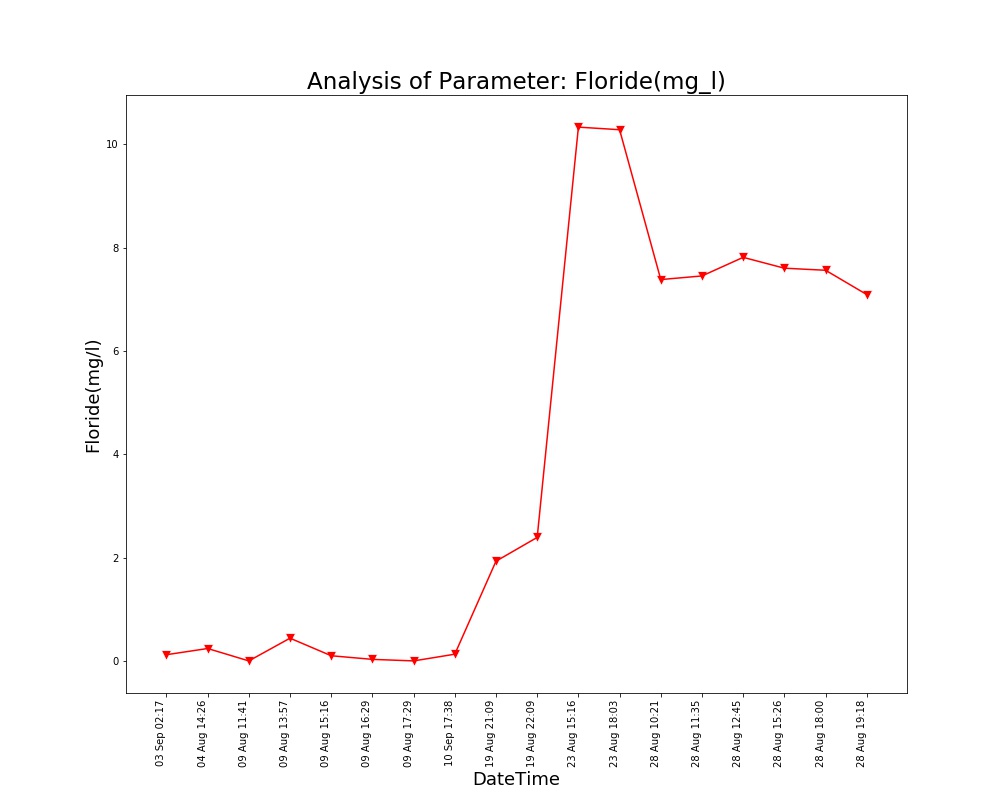 Analysis of Parameter: Floride(mg_l)
Floride(mg/l)
10
8
6
4
2
0
03 Sep 02:17
04 Aug 14:26
09 Aug 11:41
09 Aug 13:57
09 Aug 15:16
09 Aug 16:29
09 Aug 17:29
10 Sep 17:38
19 Aug 21:09
19 Aug 22:09
23 Aug 15:16
23 Aug 18:03
28 Aug 10:21
28 Aug 11:35
28 Aug 12:45
28 Aug 15:26
28 Aug 18:00
28 Aug 19:18
DateTime